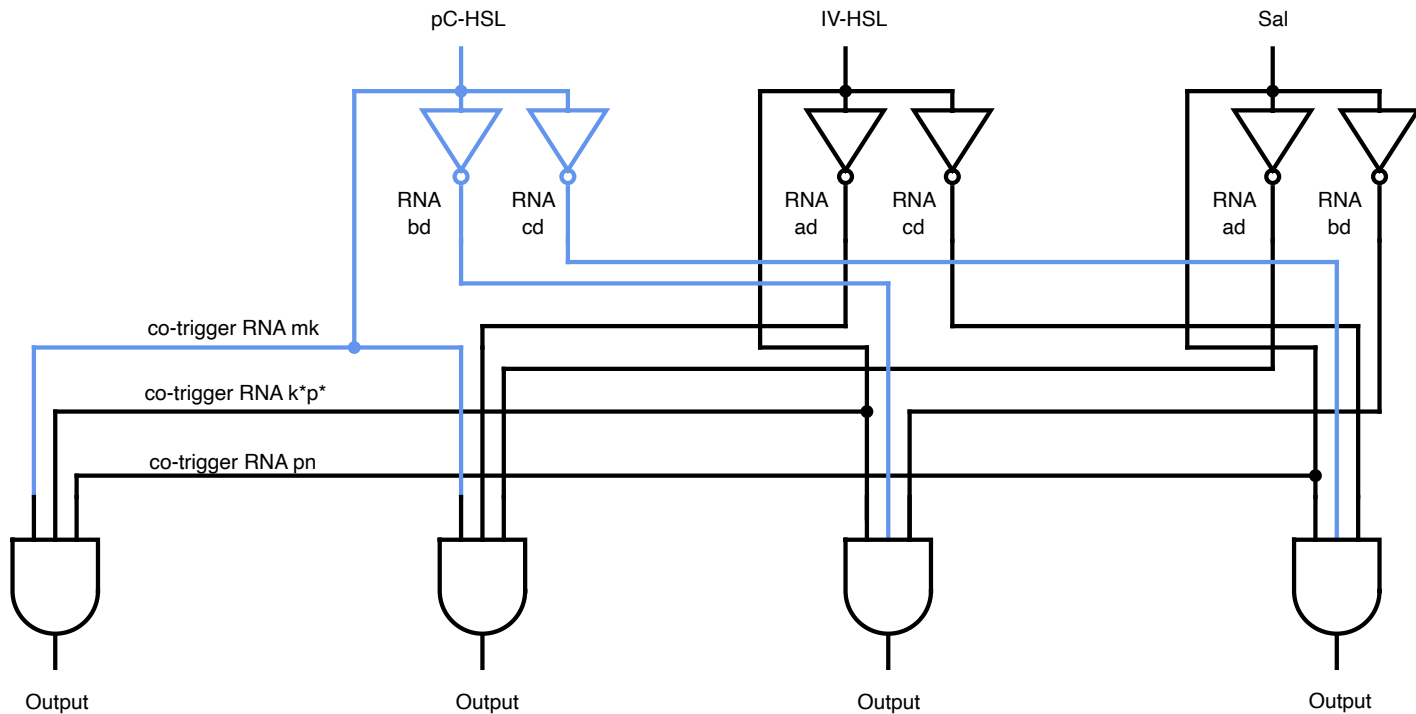 pC-HSL
IV-HSL
Sal
RNA
bd
RNA
cd
RNA
ad
RNA
cd
RNA
ad
RNA
bd
co-trigger RNA mk
co-trigger RNA k*p*
co-trigger RNA pn
Output
Output
Output
Output